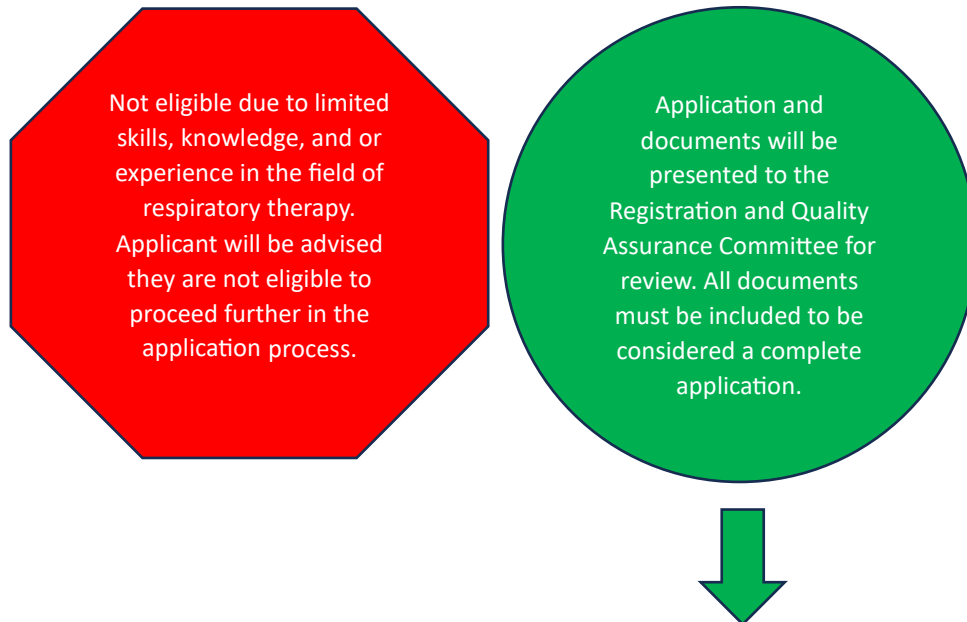 Not eligible due to limited
skills, knowledge, and or
experience in the field of
respiratory therapy.
Applicant will be advised
they are not eligible to
proceed further in the
application process.
Application and
documents will be
presented to the
Registration and Quality
Assurance Committee for
review. All documents
must be included to be
considered a complete
application.